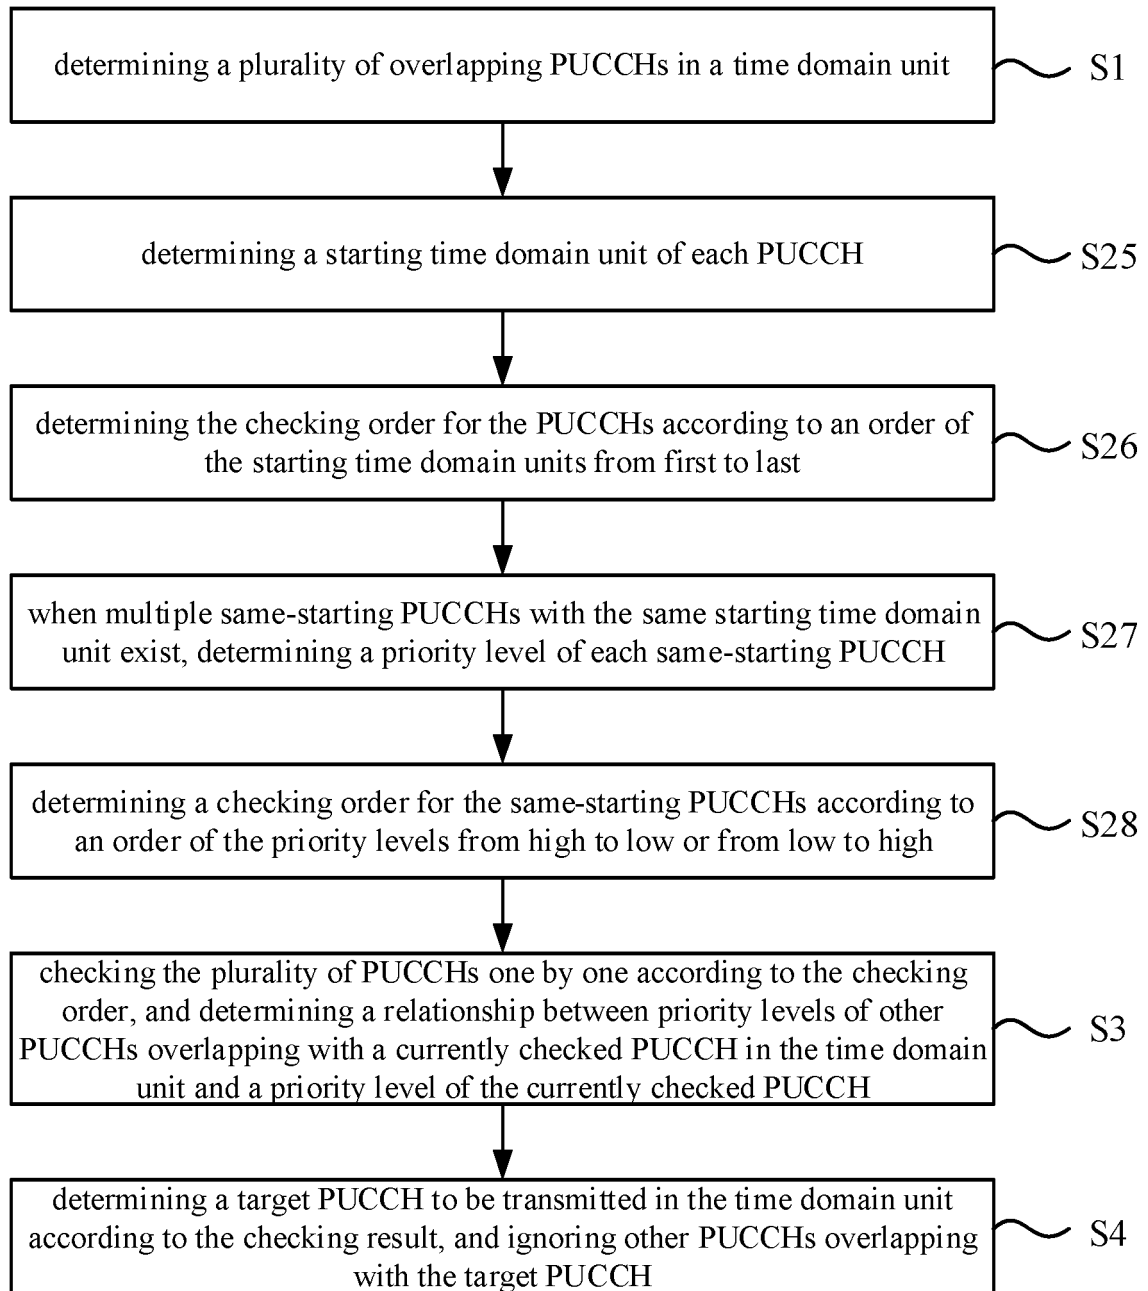 determining a plurality of overlapping PUCCHs in a time domain unit
S1
determining a starting time domain unit of each PUCCH
S25
determining the checking order for the PUCCHs according to an order of
the starting time domain units from first to last
S26
when multiple same-starting PUCCHs with the same starting time domain
unit exist, determining a priority level of each same-starting PUCCH
S27
determining a checking order for the same-starting PUCCHs according to
an order of the priority levels from high to low or from low to high
S28
checking the plurality of PUCCHs one by one according to the checking
order, and determining a relationship between priority levels of other
PUCCHs overlapping with a currently checked PUCCH in the time domain
unit and a priority level of the currently checked PUCCH
S3
determining a target PUCCH to be transmitted in the time domain unit
according to the checking result, and ignoring other PUCCHs overlapping
with the target PUCCH
S4